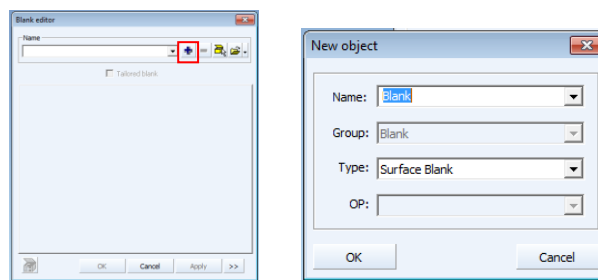 Blank editor
Name
Tailored blank
OK Cancel Apply >>
New object
Name: Blank
Group: Blank
Type: Surface Blank
OP:
OK Cancel